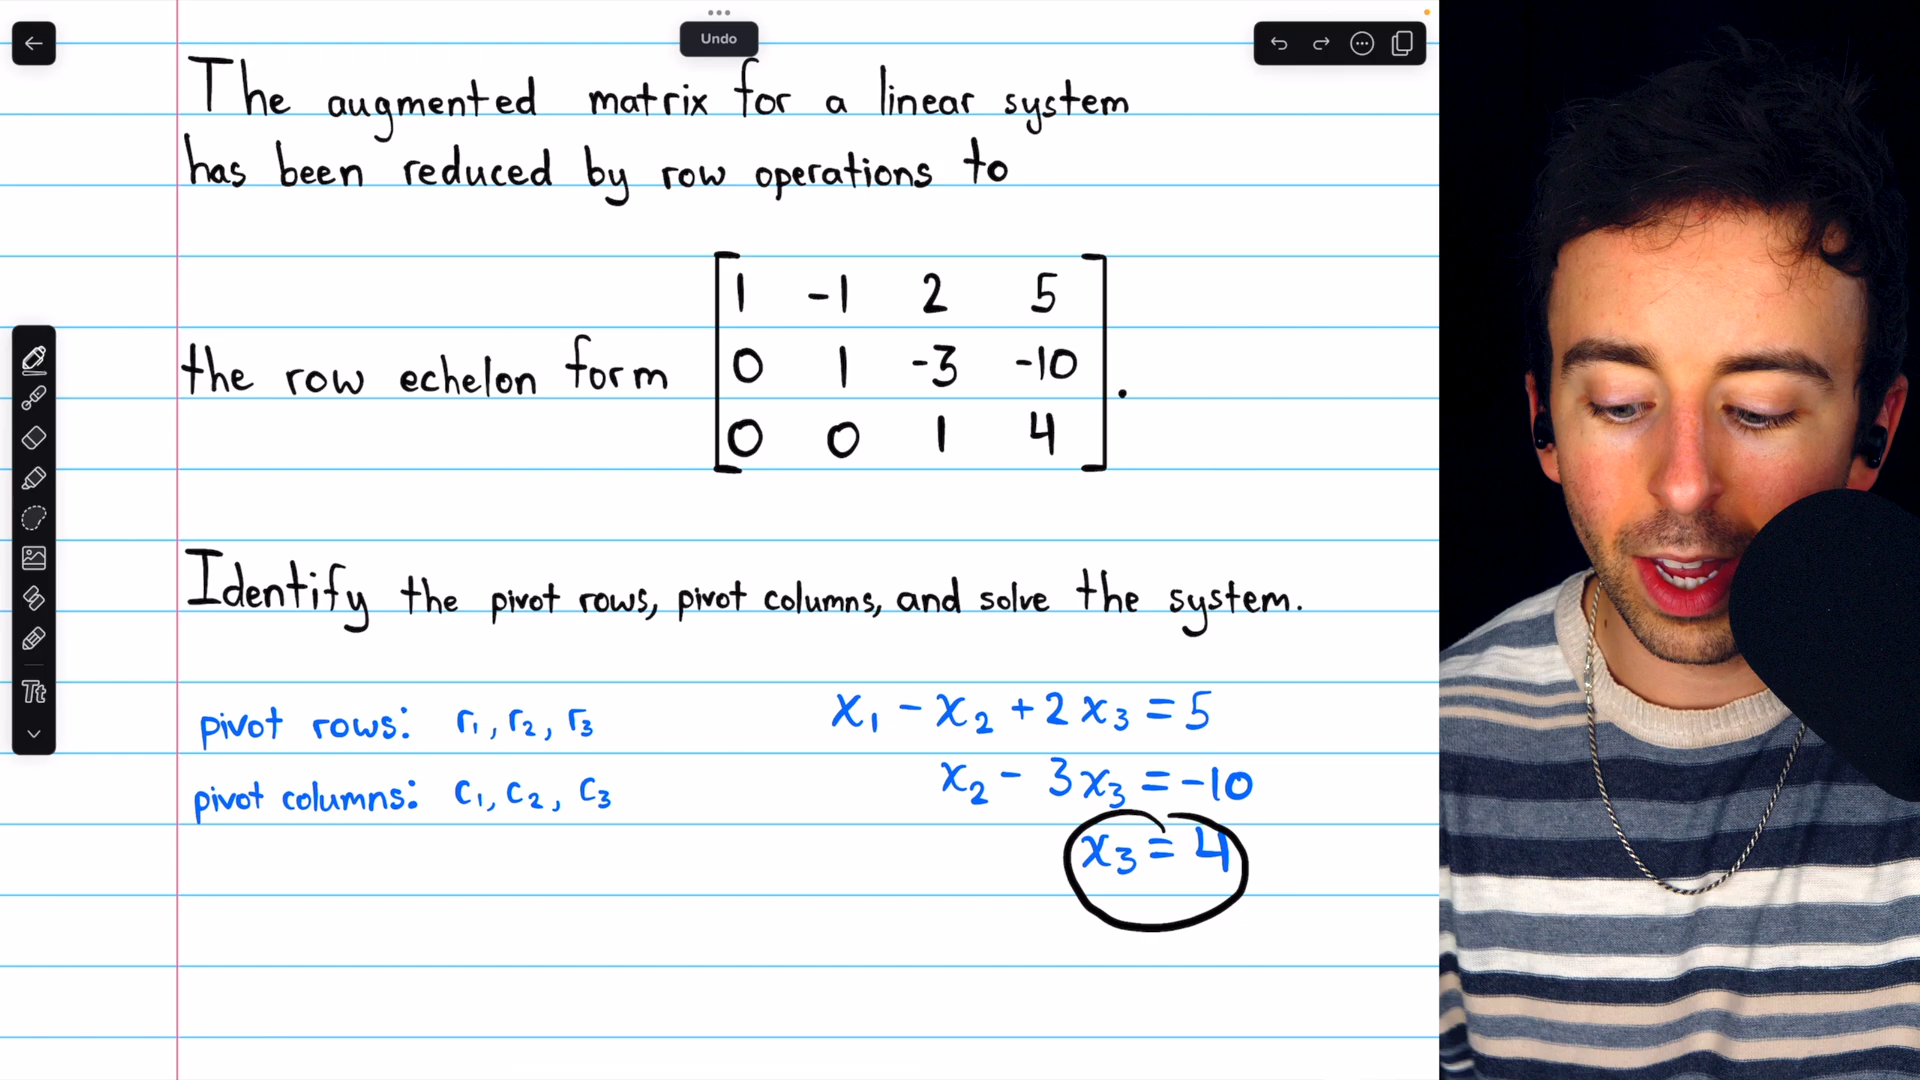 Undo
The augmented matrix for a linear system
has been reduced by row operations to
1 -1 2 5
the row echelon form 0 1 -3 -10 .
0 0 1 4
Identify the pivot rows, pivot columns, and solve the system.
pivot rows: r₁, r₂, r₃
pivot columns: c₁, c₂, c₃
x₁ - x₂ + 2x₃ = 5
x₂ - 3x₃ = -10
x₃ = 4
Tt